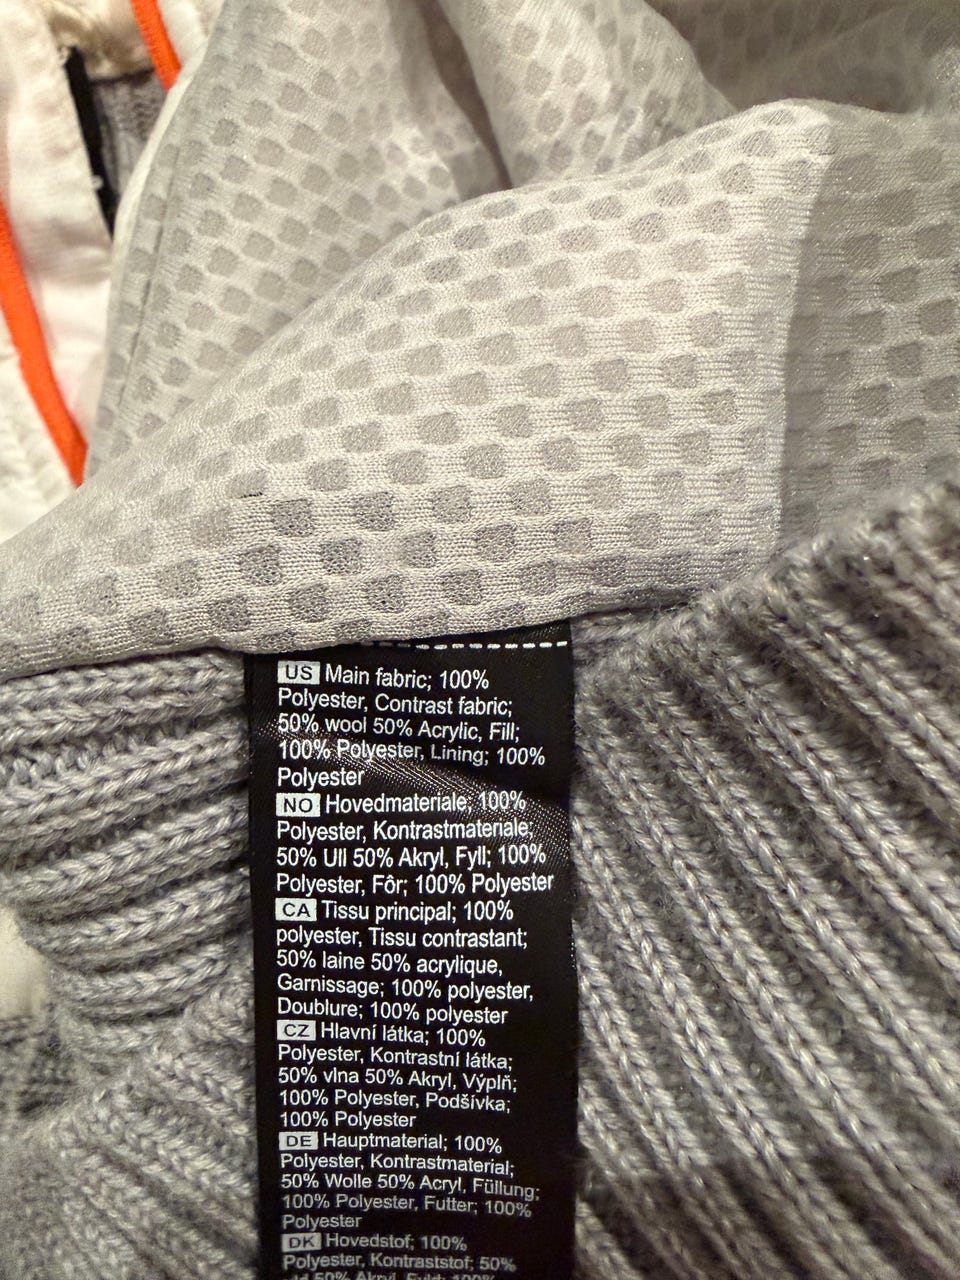 US Main fabric; 100%
Polyester, Contrast fabric;
50% wool 50% Acrylic, Fill;
100% Polyester, Lining; 100%
Polyester
NO Hovedmateriale; 100%
Polyester, Kontrastmateriale;
50% Ull 50% Akryl, Fyll; 100%
Polyester, Fôr; 100% Polyester
CA Tissu principal; 100%
polyester, Tissu contrastant;
50% laine 50% acrylique,
Garnissage; 100% polyester,
Doublure; 100% polyester
CZ Hlavní látka; 100%
Polyester, Kontrastní látka;
50% vlna 50% Akryl, Výplň;
100% Polyester, Podšívka;
100% Polyester
DE Hauptmaterial; 100%
Polyester, Kontrastmaterial;
50% Wolle 50% Acryl, Füllung;
100% Polyester, Futter; 100%
Polyester
DK Hovedstof; 100%
Polyester, Kontraststof; 50%
50% Akryl, 100%